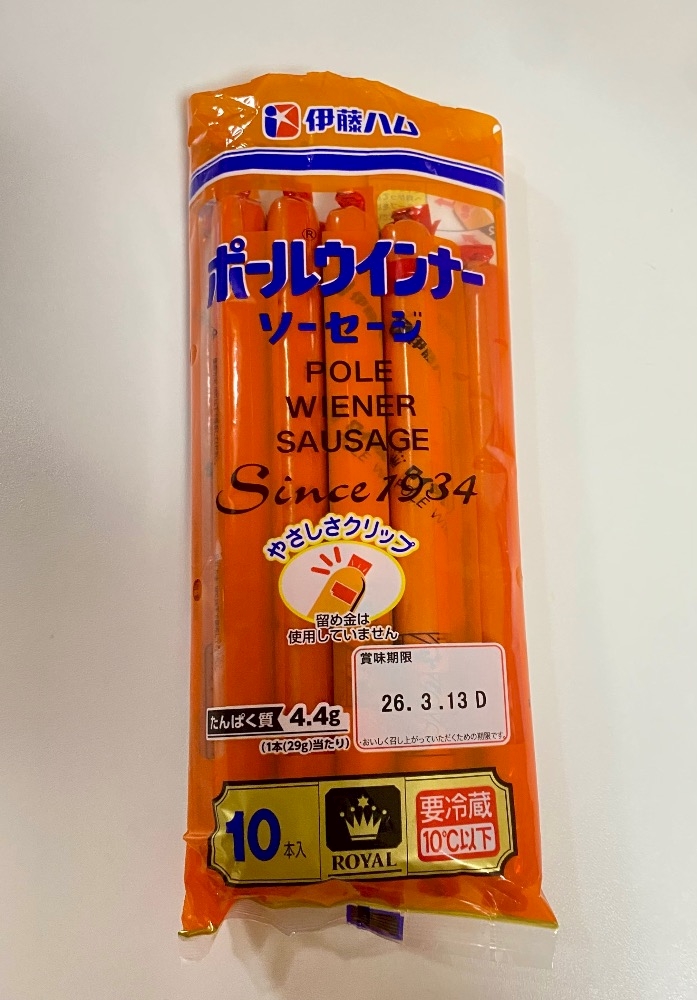 伊藤ハム
®
ポールウインナー
ソーセージ
POLE
WIENER
SAUSAGE
Since 1934
やさしさクリップ
留め金は
使用していません
賞味期限
26.3.13 D
・おいしく召し上がっていただくための期限です。
たんぱく質 4.4g
(1本(29g)当たり)
10本入
ROYAL
要冷蔵
10℃以下